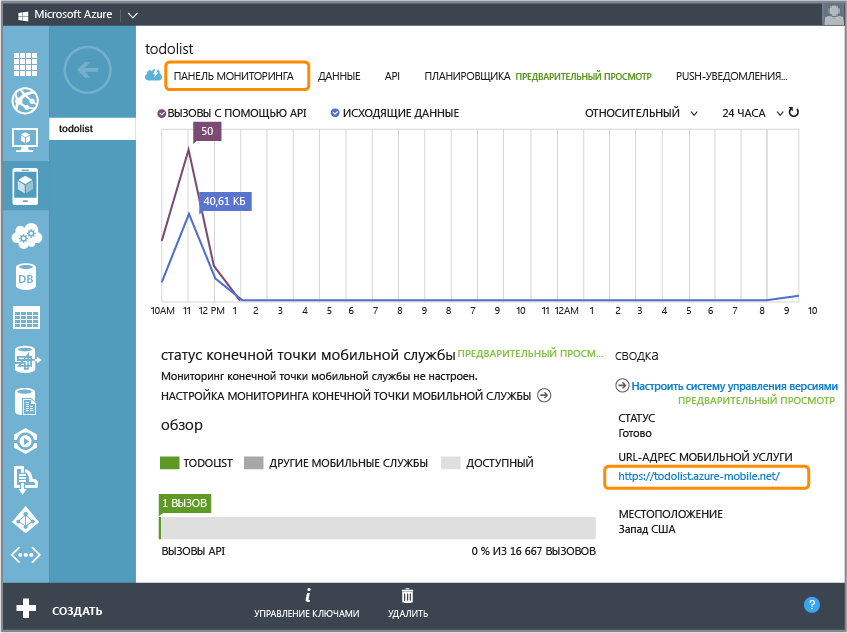 Microsoft Azure
todolist
todolist
ПАНЕЛЬ МОНИТОРИНГА ДАННЫЕ API ПЛАНИРОВЩИКА ПРЕДВАРИТЕЛЬНЫЙ ПРОСМОТР PUSH-УВЕДОМЛЕНИЯ...
ВЫЗОВЫ С ПОМОЩЬЮ API ИСХОДЯЩИЕ ДАННЫЕ ОТНОСИТЕЛЬНЫЙ 24 ЧАСА
50
40,61 КБ
10AM 11 12 PM 1 2 3 4 5 6 7 8 9 8 7 9 10 10 11 12AM 1 2 3 4 5 6 7 8 9 10
статус конечной точки мобильной службы ПРЕДВАРИТЕЛЬНЫЙ ПРОСМ...
Мониторинг конечной точки мобильной службы не настроен.
НАСТРОЙКА МОНИТОРИНГА КОНЕЧНОЙ ТОЧКИ МОБИЛЬНОЙ СЛУЖБЫ
обзор
TODOLIST ДРУГИЕ МОБИЛЬНЫЕ СЛУЖБЫ ДОСТУПНЫЙ
1 ВЫЗОВ
ВЫЗОВЫ API 0 % ИЗ 16 667 ВЫЗОВОВ
сводка
Настроить систему управления версиями
ПРЕДВАРИТЕЛЬНЫЙ ПРОСМОТР
СТАТУС
Готово
URL-АДРЕС МОБИЛЬНОЙ УСЛУГИ
https://todolist.azure-mobile.net/
МЕСТОПОЛОЖЕНИЕ
Запад США
DB
СОЗДАТЬ УПРАВЛЕНИЕ КЛЮЧАМИ УДАЛИТЬ ?